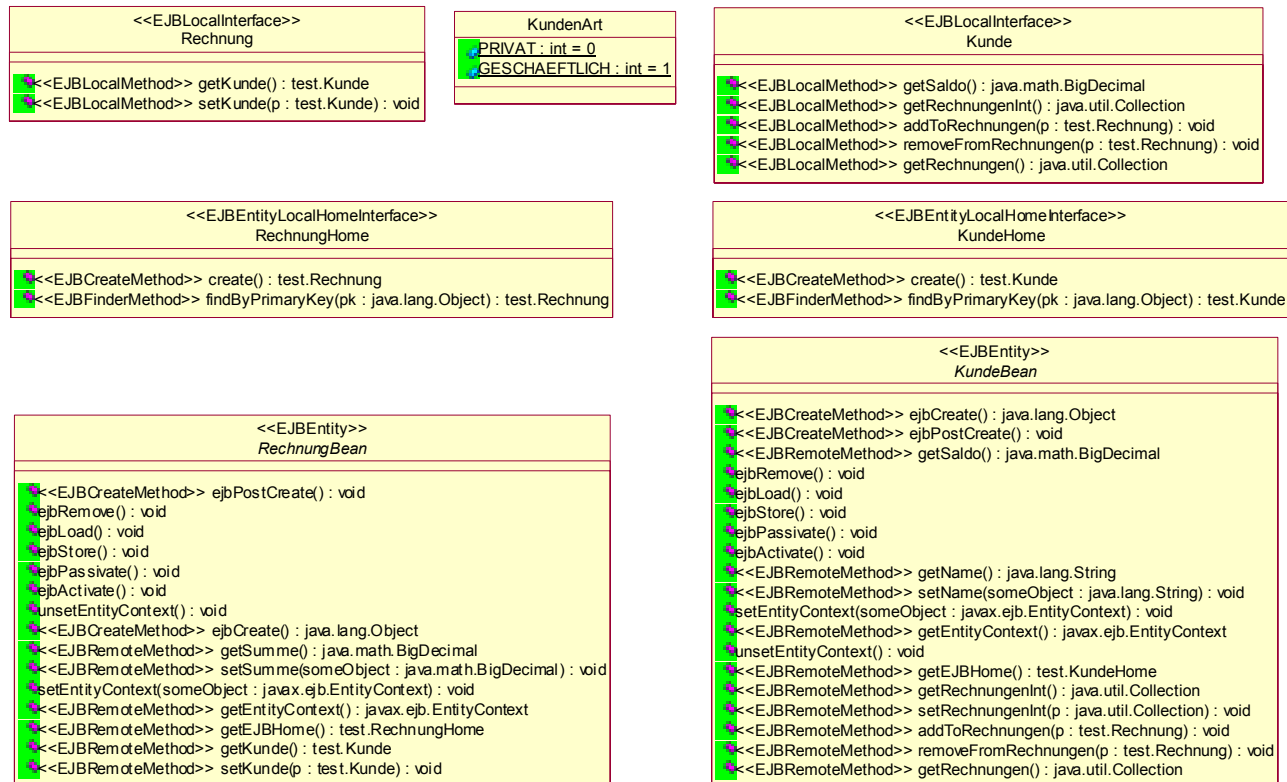 <<EJBLocalInterface>>
Rechnung
<<EJBLocalMethod>> getKunde() : test.Kunde
<<EJBLocalMethod>> setKunde(p : test.Kunde) : void
KundenArt
PRIVAT : int = 0
GESCHAEFTLICH : int = 1
<<EJBLocalInterface>>
Kunde
<<EJBLocalMethod>> getSaldo() : java.math.BigDecimal
<<EJBLocalMethod>> getRechnungenInt() : java.util.Collection
<<EJBLocalMethod>> addToRechnungen(p : test.Rechnung) : void
<<EJBLocalMethod>> removeFromRechnungen(p : test.Rechnung) : void
<<EJBLocalMethod>> getRechnungen() : java.util.Collection
<<EJBEntityLocalHomeInterface>>
RechnungHome
<<EJBCreateMethod>> create() : test.Rechnung
<<EJBFinderMethod>> findByPrimaryKey(pk : java.lang.Object) : test.Rechnung
<<EJBEntityLocalHomeInterface>>
KundeHome
<<EJBCreateMethod>> create() : test.Kunde
<<EJBFinderMethod>> findByPrimaryKey(pk : java.lang.Object) : test.Kunde
<<EJBEntity>>
RechnungBean
<<EJBCreateMethod>> ejbPostCreate() : void
ejbRemove() : void
ejbLoad() : void
ejbStore() : void
ejbPassivate() : void
ejbActivate() : void
unsetEntityContext() : void
<<EJBCreateMethod>> ejbCreate() : java.lang.Object
<<EJBRemoteMethod>> getSumme() : java.math.BigDecimal
<<EJBRemoteMethod>> setSumme(someObject : java.math.BigDecimal) : void
setEntityContext(someObject : javax.ejb.EntityContext) : void
<<EJBRemoteMethod>> getEntityContext() : javax.ejb.EntityContext
<<EJBRemoteMethod>> getEJBHome() : test.RechnungHome
<<EJBRemoteMethod>> getKunde() : test.Kunde
<<EJBRemoteMethod>> setKunde(p : test.Kunde) : void
<<EJBEntity>>
KundeBean
<<EJBCreateMethod>> ejbCreate() : java.lang.Object
<<EJBCreateMethod>> ejbPostCreate() : void
<<EJBRemoteMethod>> getSaldo() : java.math.BigDecimal
ejbRemove() : void
ejbLoad() : void
ejbStore() : void
ejbPassivate() : void
ejbActivate() : void
<<EJBRemoteMethod>> getName() : java.lang.String
<<EJBRemoteMethod>> setName(someObject : java.lang.String) : void
setEntityContext(someObject : javax.ejb.EntityContext) : void
<<EJBRemoteMethod>> getEntityContext() : javax.ejb.EntityContext
unsetEntityContext() : void
<<EJBRemoteMethod>> getEJBHome() : test.KundeHome
<<EJBRemoteMethod>> getRechnungenInt() : java.util.Collection
<<EJBRemoteMethod>> setRechnungenInt(p : java.util.Collection) : void
<<EJBRemoteMethod>> addToRechnungen(p : test.Rechnung) : void
<<EJBRemoteMethod>> removeFromRechnungen(p : test.Rechnung) : void
<<EJBRemoteMethod>> getRechnungen() : java.util.Collection